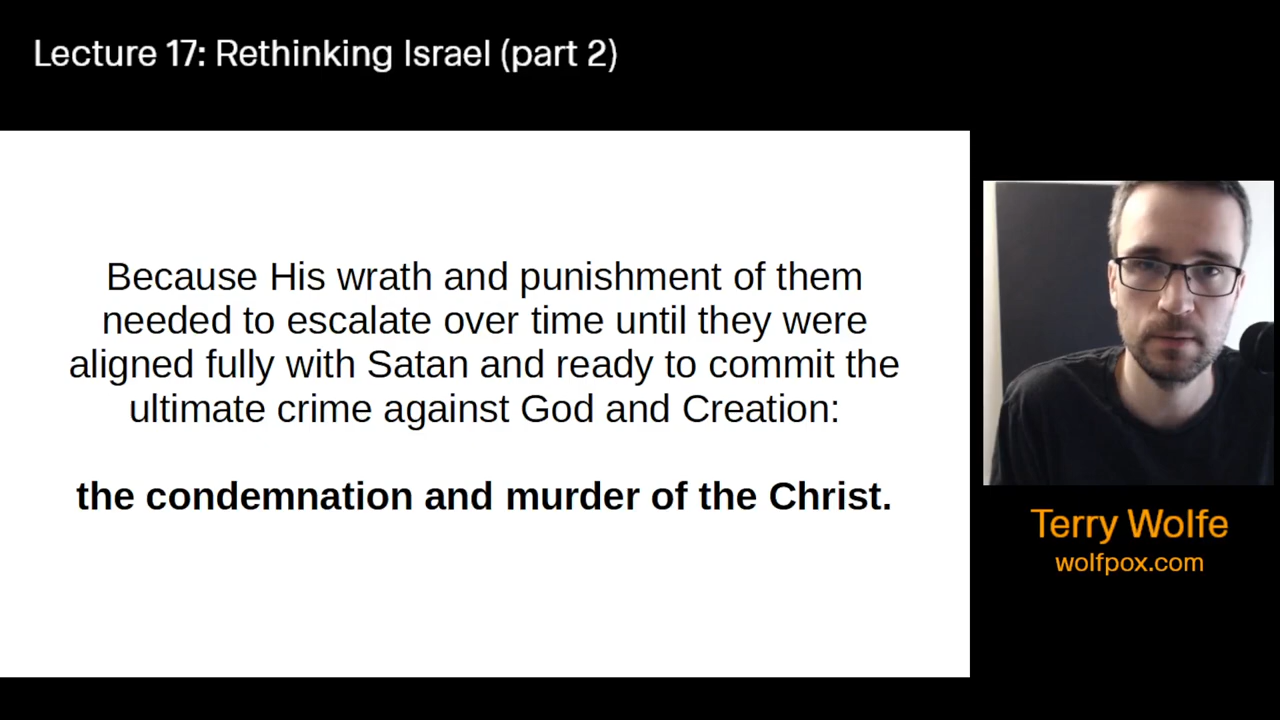 Lecture 17: Rethinking Israel (part 2)
Because His wrath and punishment of them
needed to escalate over time until they were
aligned fully with Satan and ready to commit the
ultimate crime against God and Creation:
the condemnation and murder of the Christ.
Terry Wolfe
wolfpox.com